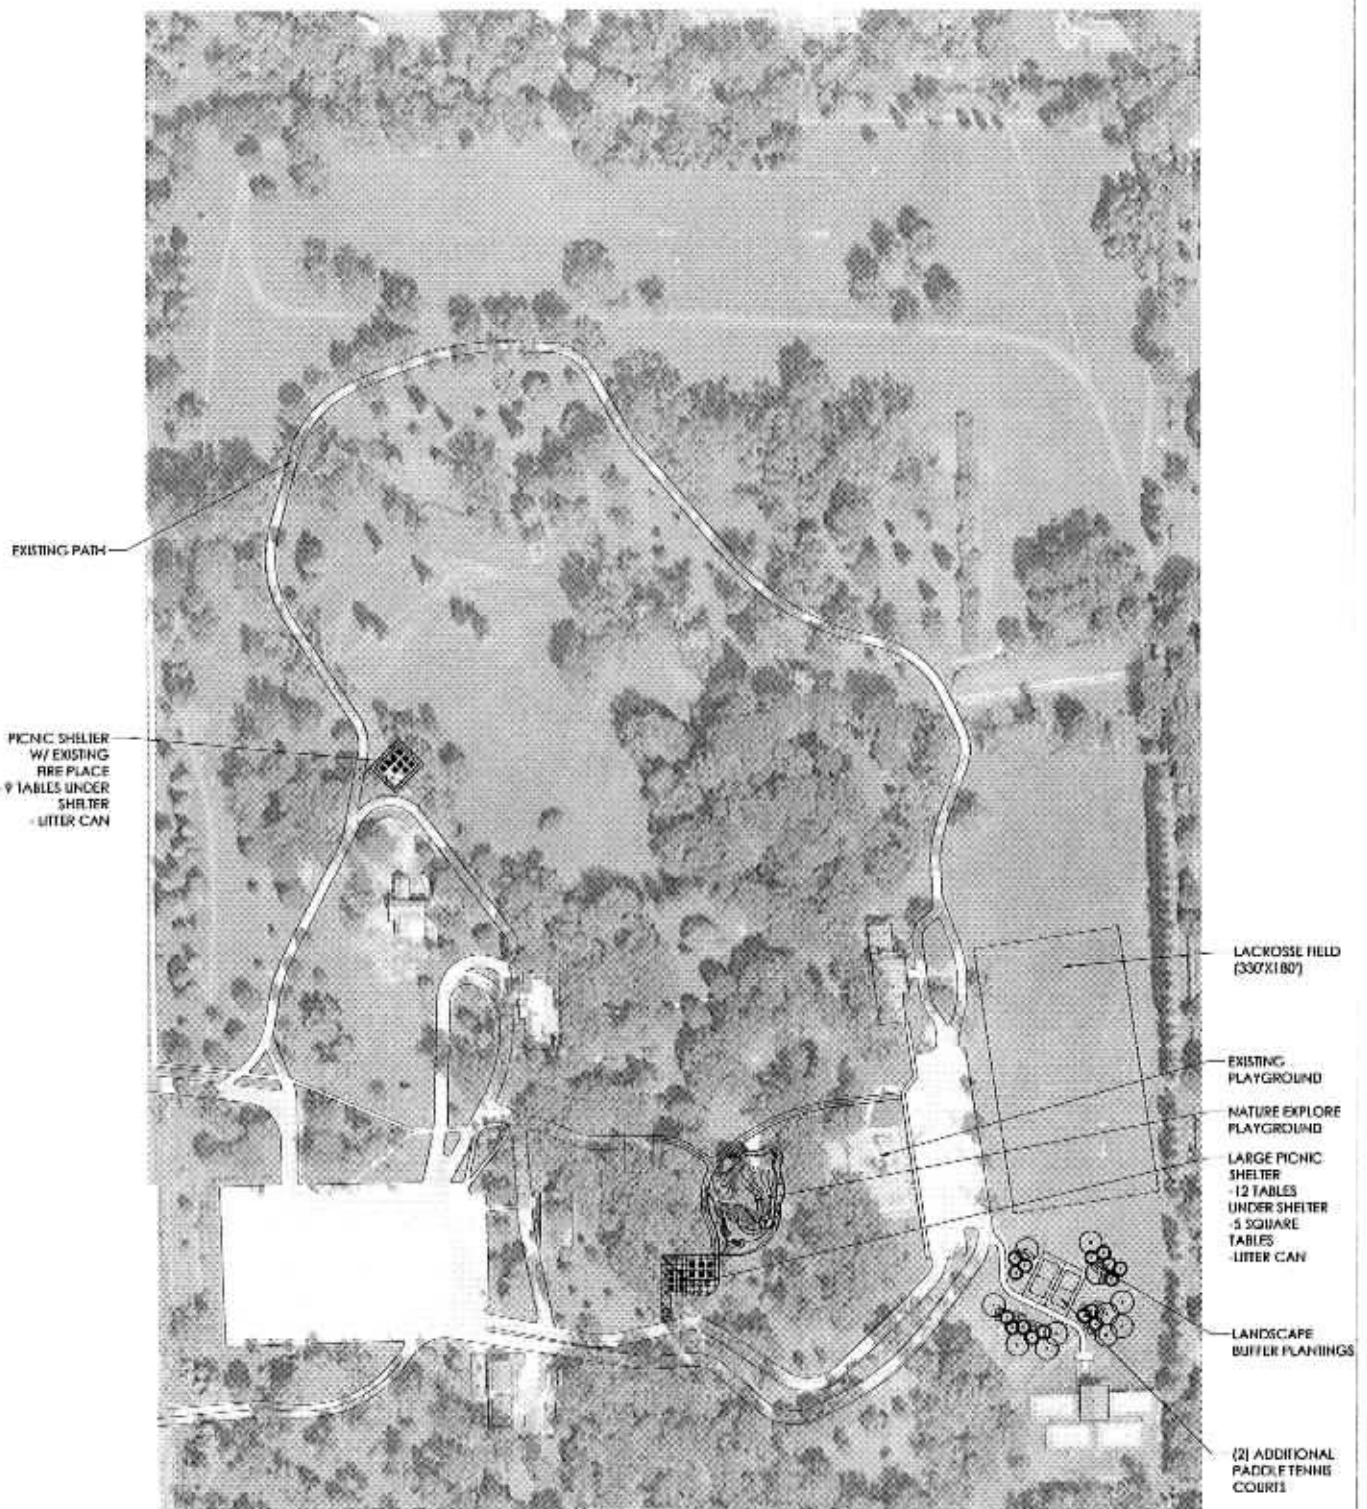 EXISTING PATH
PICNIC SHELTER
W/ EXISTING
FIRE PLACE
- 9 TABLES UNDER
SHELTER
- LITTER CAN
LACROSSE FIELD
(330'X180')
EXISTING
PLAYGROUND
NATURE EXPLORE
PLAYGROUND
LARGE PICNIC
SHELTER
-12 TABLES
UNDER SHELTER
-5 SQUARE
TABLES
-LITTER CAN
LANDSCAPE
BUFFER PLANTINGS
(2) ADDITIONAL
PADDLE TENNIS
COURTS